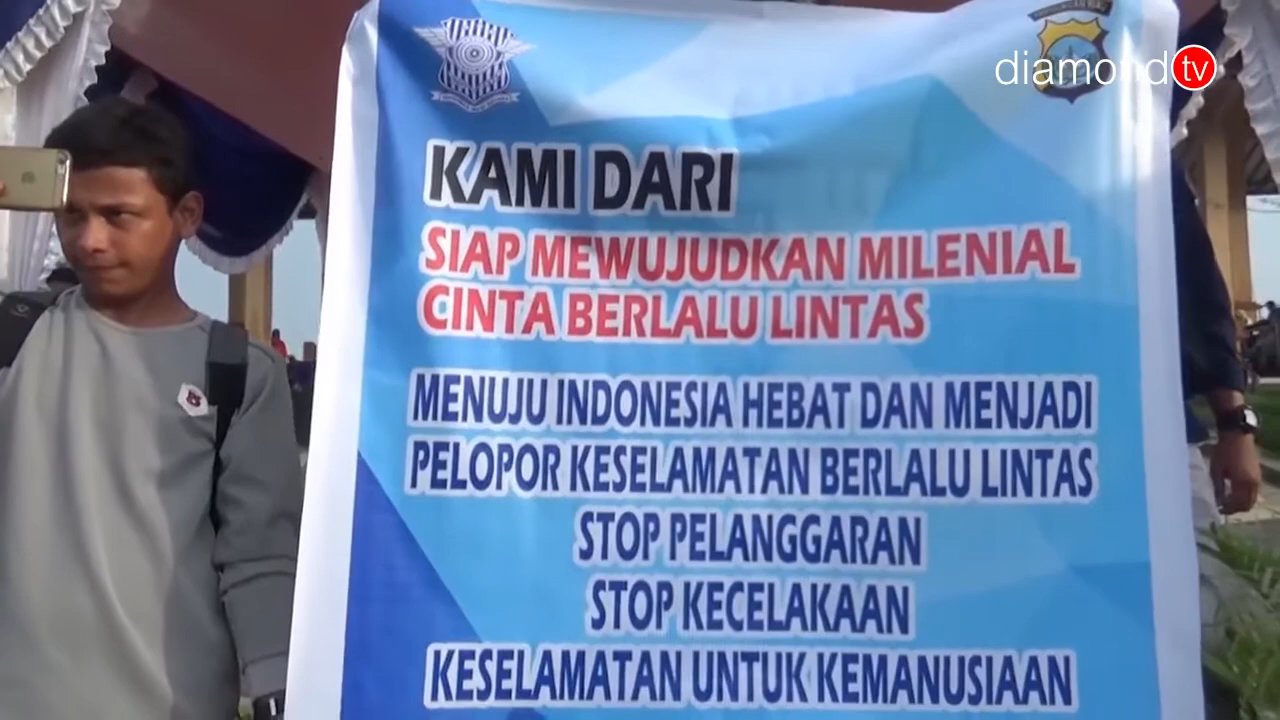 diamond tv
KAMI DARI
SIAP MEWUJUDKAN MILENIAL
CINTA BERLALU LINTAS
MENUJU INDONESIA HEBAT DAN MENJADI
PELOPOR KESELAMATAN BERLALU LINTAS
STOP PELANGGARAN
STOP KECELAKAAN
KESELAMATAN UNTUK KEMANUSIAAN